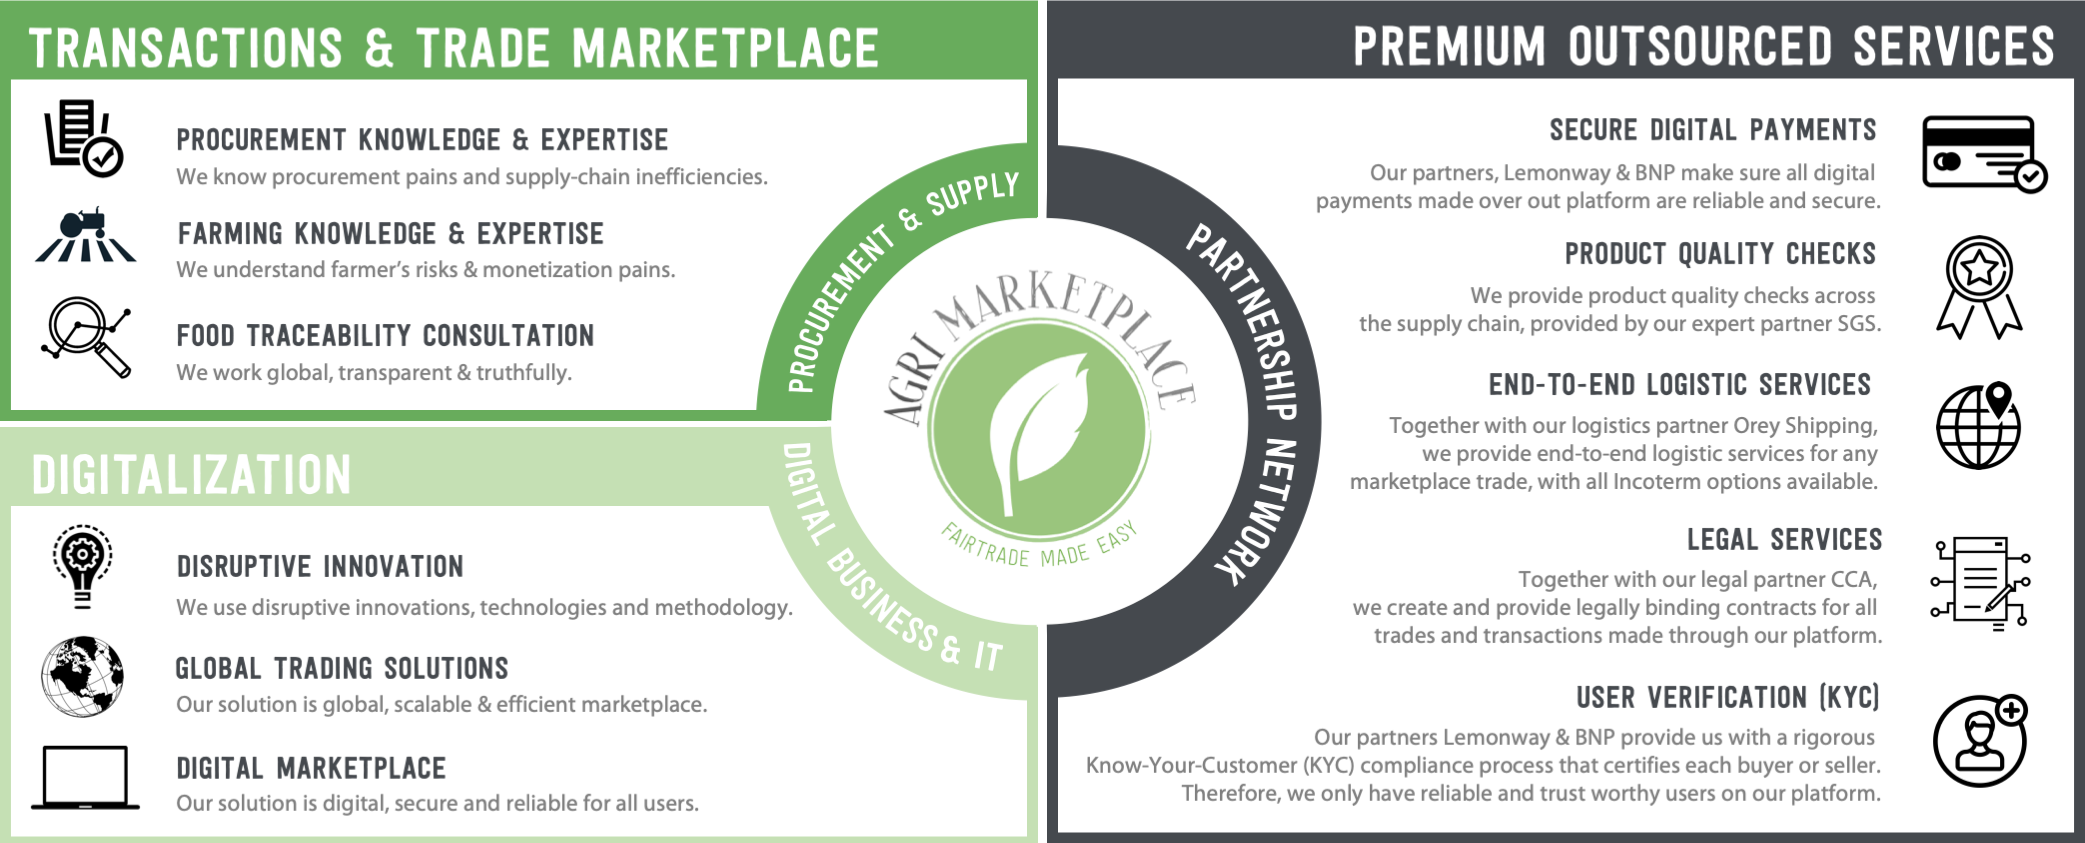 TRANSACTIONS & TRADE MARKETPLACE
PROCUREMENT KNOWLEDGE & EXPERTISE
We know procurement pains and supply-chain inefficiencies.
FARMING KNOWLEDGE & EXPERTISE
We understand farmer's risks & monetization pains.
FOOD TRACEABILITY CONSULTATION
We work global, transparent & truthfully.
PROCUREMENT & SUPPLY
DIGITALIZATION
DISRUPTIVE INNOVATION
We use disruptive innovations, technologies and methodology.
GLOBAL TRADING SOLUTIONS
Our solution is global, scalable & efficient marketplace.
DIGITAL MARKETPLACE
Our solution is digital, secure and reliable for all users.
DIGITAL BUSINESS & IT
AGRI MARKETPLACE
FAIRTRADE MADE EASY
PARTNERSHIP NETWORK
PREMIUM OUTSOURCED SERVICES
SECURE DIGITAL PAYMENTS
Our partners, Lemonway & BNP make sure all digital
payments made over out platform are reliable and secure.
PRODUCT QUALITY CHECKS
We provide product quality checks across
the supply chain, provided by our expert partner SGS.
END-TO-END LOGISTIC SERVICES
Together with our logistics partner Orey Shipping,
we provide end-to-end logistic services for any
marketplace trade, with all Incoterm options available.
LEGAL SERVICES
Together with our legal partner CCA,
we create and provide legally binding contracts for all
trades and transactions made through our platform.
USER VERIFICATION (KYC)
Our partners Lemonway & BNP provide us with a rigorous
Know-Your-Customer (KYC) compliance process that certifies each buyer or seller.
Therefore, we only have reliable and trust worthy users on our platform.